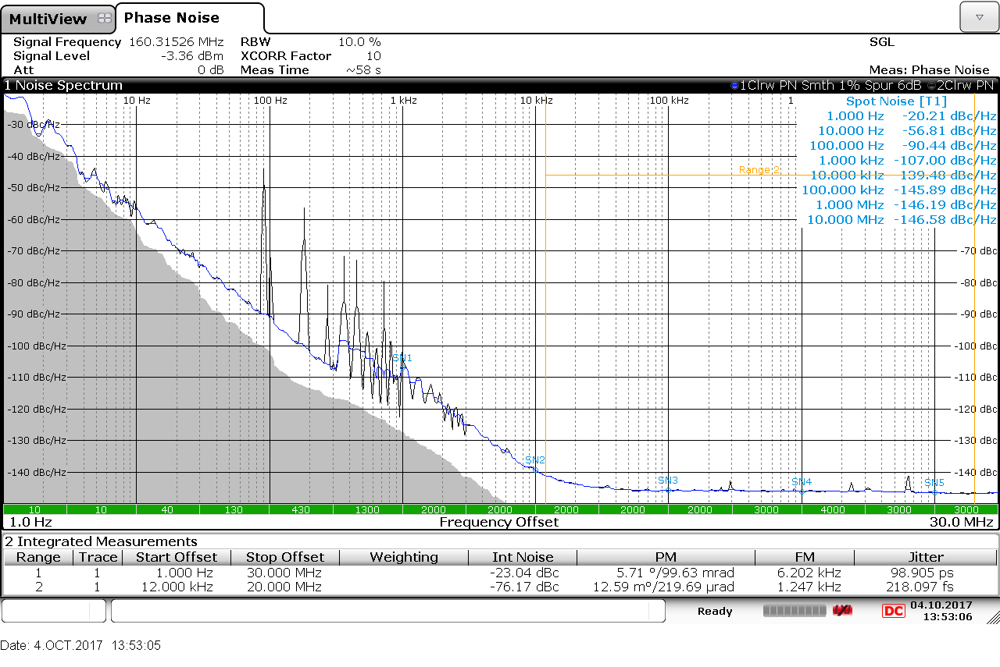 MultiView Phase Noise
Signal Frequency 160.31526 MHz RBW 10.0 % SGL
Signal Level -3.36 dBm XCORR Factor 10
Att 0 dB Meas Time ~58 s Meas: Phase Noise
1 Noise Spectrum 1Clrw PN Smth 1% Spur 6dB 2Clrw PN
10 Hz 100 Hz 1 kHz 10 kHz 100 kHz 1
Spot Noise [T1]
1.000 Hz -20.21 dBc/Hz
10.000 Hz -56.81 dBc/Hz
100.000 Hz -90.44 dBc/Hz
1.000 kHz -107.00 dBc/Hz
10.000 kHz -139.48 dBc/Hz
100.000 kHz -145.89 dBc/Hz
1.000 MHz -146.19 dBc/Hz
10.000 MHz -146.58 dBc/Hz
Range 2
-30 dBc/Hz
-40 dBc/Hz
-50 dBc/Hz
-60 dBc/Hz
-70 dBc/Hz -70 dBc
-80 dBc/Hz -80 dBc
-90 dBc/Hz -90 dBc
-100 dBc/Hz -100 dBc
SN1
-110 dBc/Hz -110 dBc
-120 dBc/Hz -120 dBc
-130 dBc/Hz -130 dBc
SN2
-140 dBc/Hz -140 dBc
SN3 SN4 SN5
10 10 40 130 430 1300 2000 2000 2000 2000 2000 3000 4000 3000 3000
1.0 Hz Frequency Offset 30.0 MHz
2 Integrated Measurements
Range Trace Start Offset Stop Offset Weighting Int Noise PM FM Jitter
1 1 1.000 Hz 30.000 MHz -23.04 dBc 5.71 °/99.63 mrad 6.202 kHz 98.905 ps
2 1 12.000 kHz 20.000 MHz -76.17 dBc 12.59 m°/219.69 µrad 1.247 kHz 218.097 fs
Ready DC 04.10.2017
13:53:06
Date: 4.OCT.2017 13:53:05